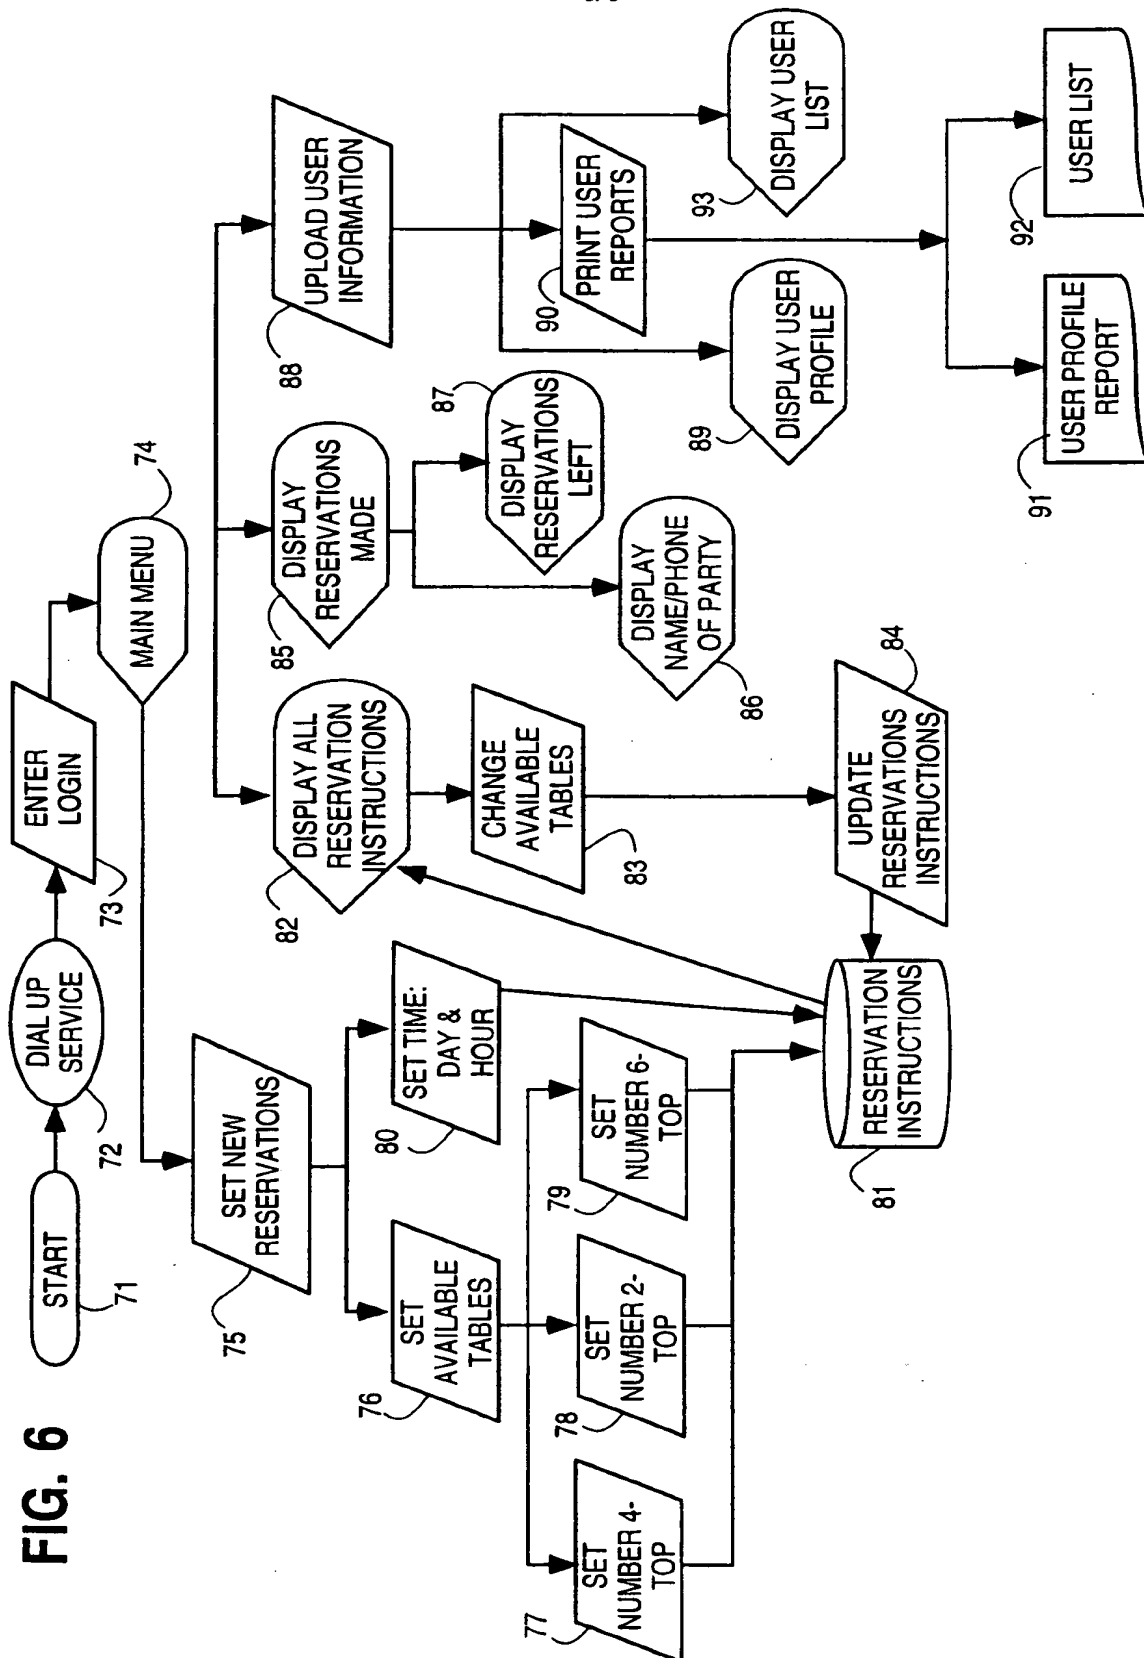 FIG. 6
START
71
DIAL UP
SERVICE
72
ENTER
LOGIN
73
MAIN MENU
74
SET NEW
RESERVATIONS
75
SET
AVAILABLE
TABLES
76
SET
NUMBER 4-
TOP
77
SET
NUMBER 2-
TOP
78
SET
NUMBER 6-
TOP
79
SET TIME:
DAY &
HOUR
80
RESERVATION
INSTRUCTIONS
81
DISPLAY ALL
RESERVATION
INSTRUCTIONS
82
CHANGE
AVAILABLE
TABLES
83
UPDATE
RESERVATIONS
INSTRUCTIONS
84
DISPLAY
RESERVATIONS
MADE
85
DISPLAY
NAME/PHONE
OF PARTY
86
DISPLAY
RESERVATIONS
LEFT
87
UPLOAD USER
INFORMATION
88
DISPLAY USER
PROFILE
89
PRINT USER
REPORTS
90
USER PROFILE
REPORT
91
USER LIST
92
DISPLAY USER
LIST
93